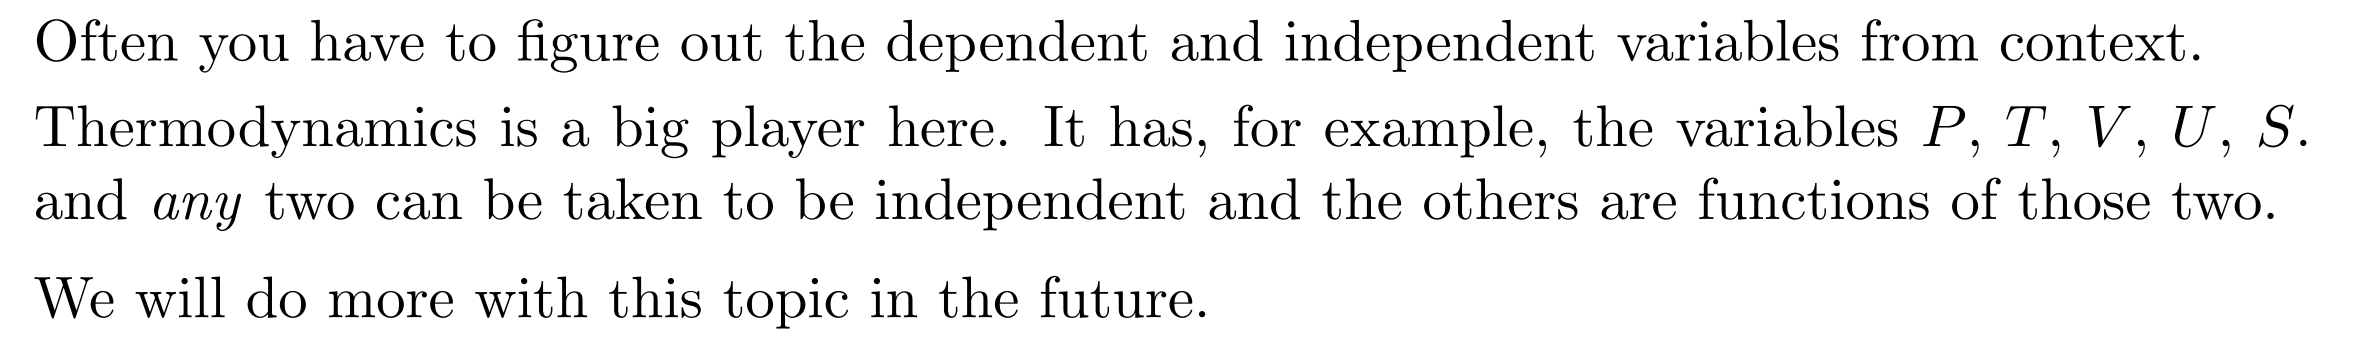 Often you have to figure out the dependent and independent variables from context.
Thermodynamics is a big player here. It has, for example, the variables P, T, V, U, S.
and any two can be taken to be independent and the others are functions of those two.
We will do more with this topic in the future.